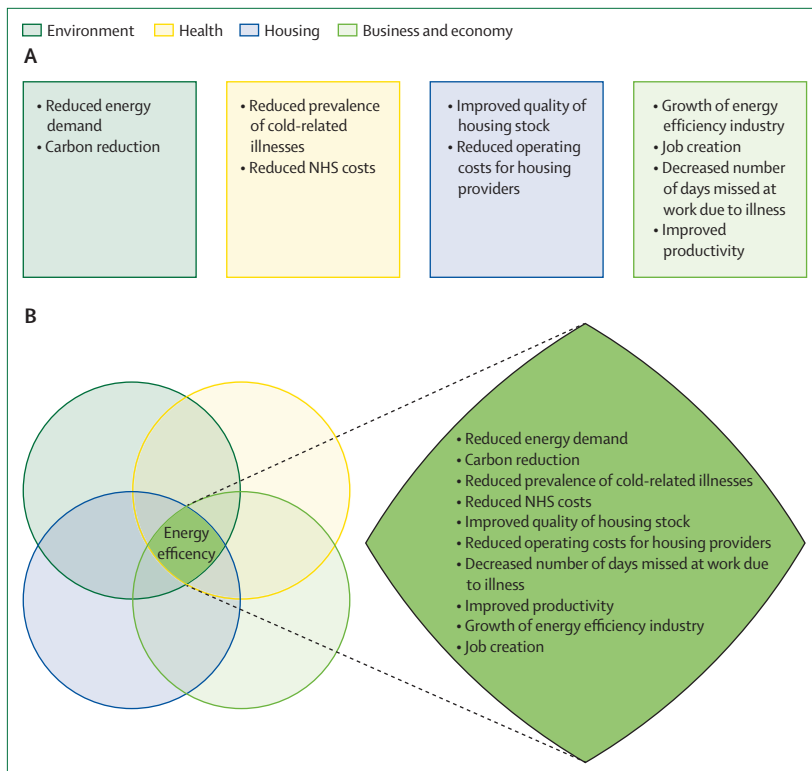 Environment Health Housing Business and economy
A
• Reduced energy
demand
• Carbon reduction
• Reduced prevalence
of cold-related
illnesses
• Reduced NHS costs
• Improved quality of
housing stock
• Reduced operating
costs for housing
providers
• Growth of energy
efficiency industry
• Job creation
• Decreased number
of days missed at
work due to illness
• Improved
productivity
B
Energy
efficency
• Reduced energy demand
• Carbon reduction
• Reduced prevalence of cold-related illnesses
• Reduced NHS costs
• Improved quality of housing stock
• Reduced operating costs for housing providers
• Decreased number of days missed at work due
to illness
• Improved productivity
• Growth of energy efficiency industry
• Job creation